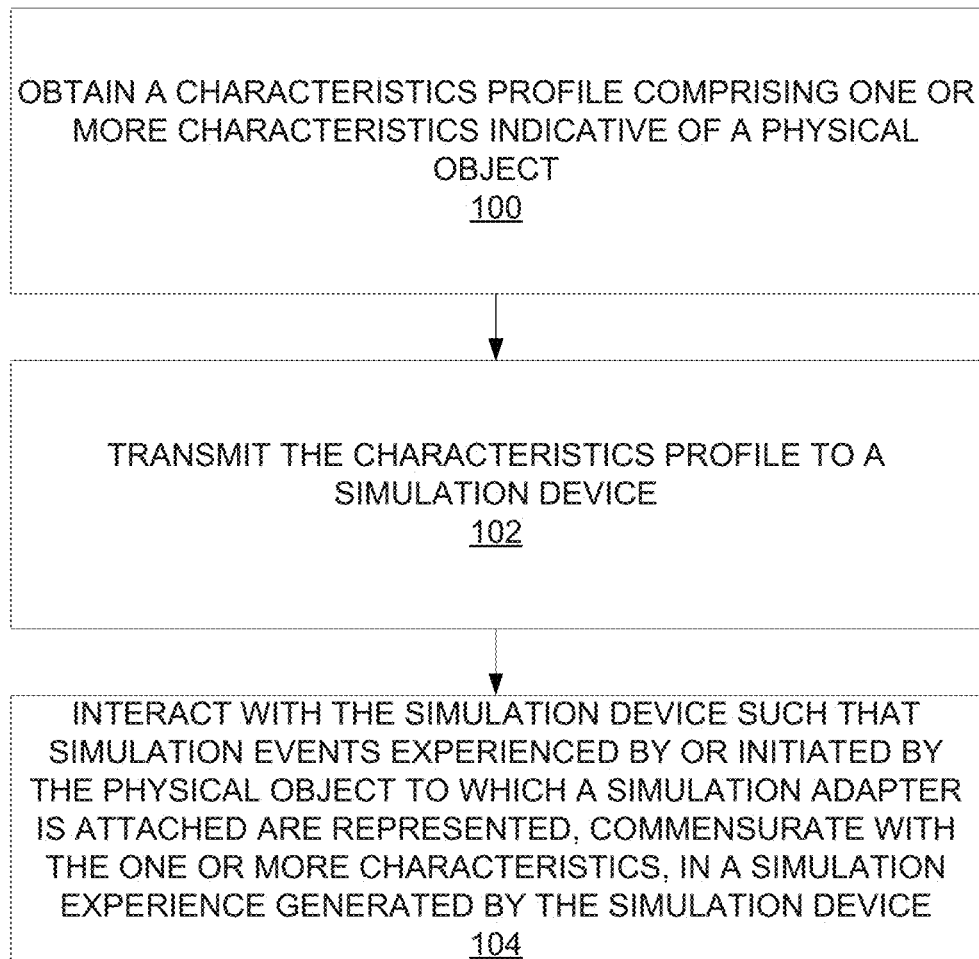 OBTAIN A CHARACTERISTICS PROFILE COMPRISING ONE OR
MORE CHARACTERISTICS INDICATIVE OF A PHYSICAL
OBJECT
100
TRANSMIT THE CHARACTERISTICS PROFILE TO A
SIMULATION DEVICE
102
INTERACT WITH THE SIMULATION DEVICE SUCH THAT
SIMULATION EVENTS EXPERIENCED BY OR INITIATED BY
THE PHYSICAL OBJECT TO WHICH A SIMULATION ADAPTER
IS ATTACHED ARE REPRESENTED, COMMENSURATE WITH
THE ONE OR MORE CHARACTERISTICS, IN A SIMULATION
EXPERIENCE GENERATED BY THE SIMULATION DEVICE
104